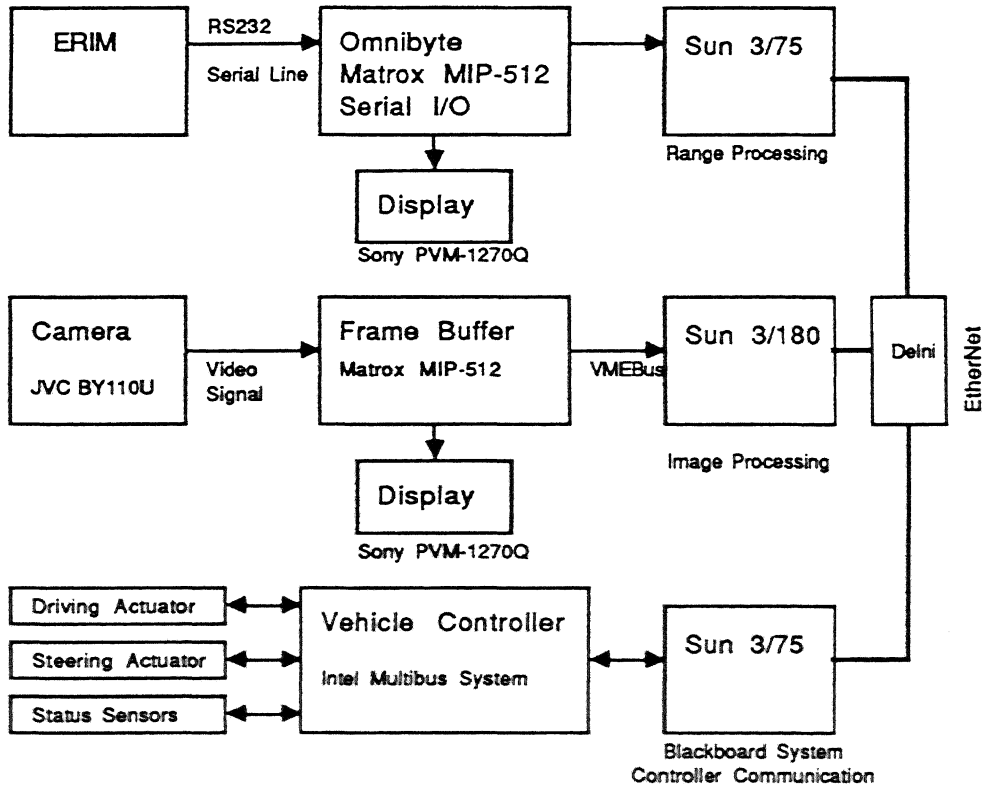 ERIM
RS232
Serial Line
Omnibyte
Matrox MIP-512
Serial I/O
Sun 3/75
Range Processing
Display
Sony PVM-1270Q
Camera
JVC BY110U
Video
Signal
Frame Buffer
Matrox MIP-512
VMEBus
Sun 3/180
Image Processing
Delni
EtherNet
Display
Sony PVM-1270Q
Driving Actuator
Steering Actuator
Status Sensors
Vehicle Controller
Intel Multibus System
Sun 3/75
Blackboard System
Controller Communication